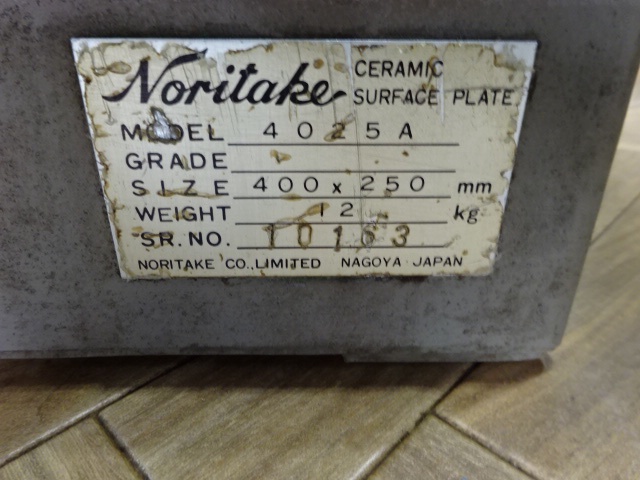 Noritake CERAMIC
SURFACE PLATE
MODEL 4025A
GRADE
SIZE 400 x 250 mm
WEIGHT 12 kg
SR. NO. 10163
NORITAKE CO., LIMITED NAGOYA JAPAN